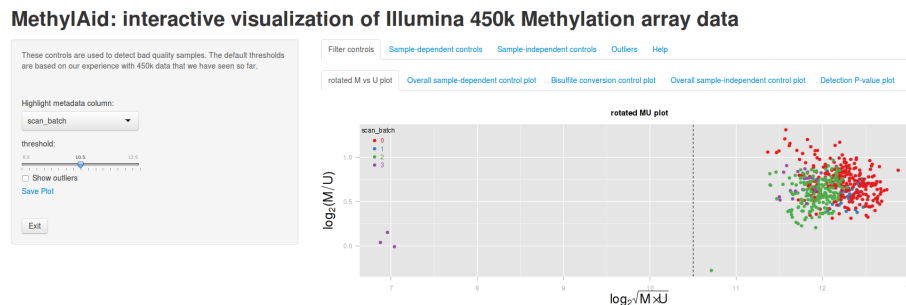 MethylAid: interactive visualization of Illumina 450k Methylation array data
These controls are used to detect bad quality samples. The default thresholds
are based on our experience with 450k data that we have seen so far.
Highlight metadata column:
scan_batch
threshold:
8.5 10.5 12.5
Show outliers
Save Plot
Exit
Filter controls Sample-dependent controls Sample-independent controls Outliers Help
rotated M vs U plot Overall sample-dependent control plot Bisulfite conversion control plot Overall sample-independent control plot Detection P-value plot
rotated MU plot
scan_batch
0
1
2
3
log₂(M/U)
1.0
0.5
0.0
7 8 9 10 11 12
log₂√M×U